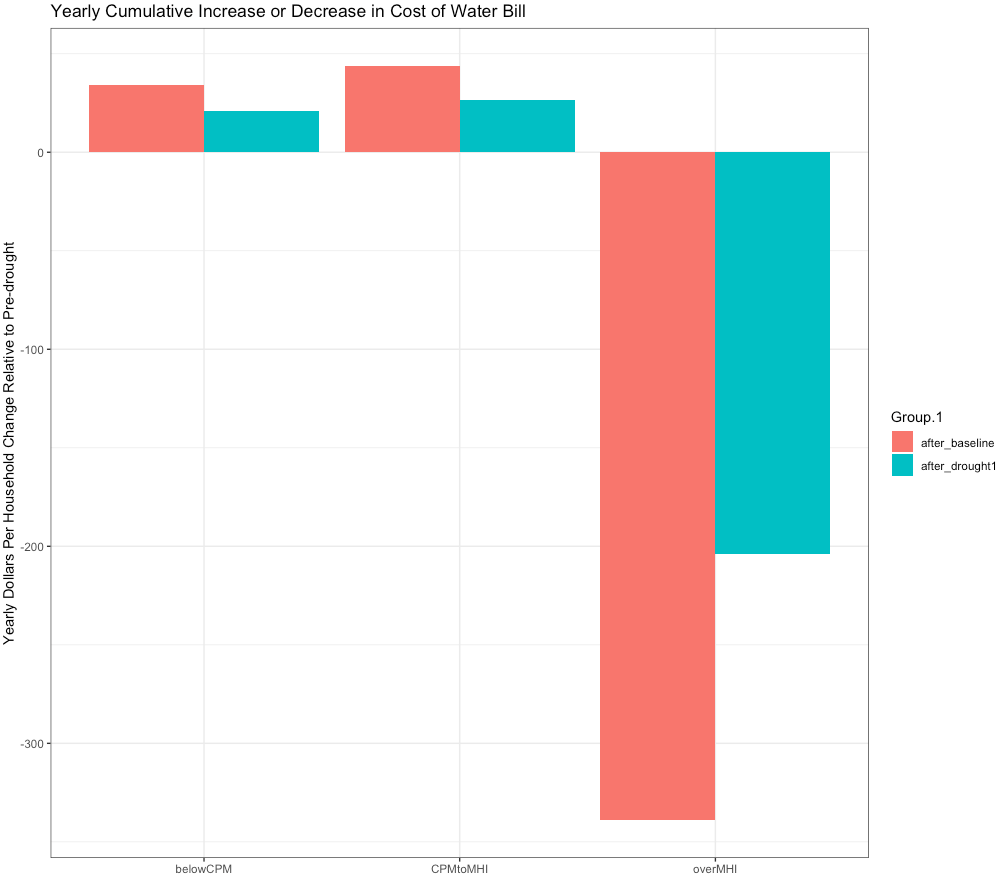 Yearly Cumulative Increase or Decrease in Cost of Water Bill
Yearly Dollars Per Household Change Relative to Pre-drought
0
-100
-200
-300
belowCPM
CPMtoMHI
overMHI
Group.1
after_baseline
after_drought1